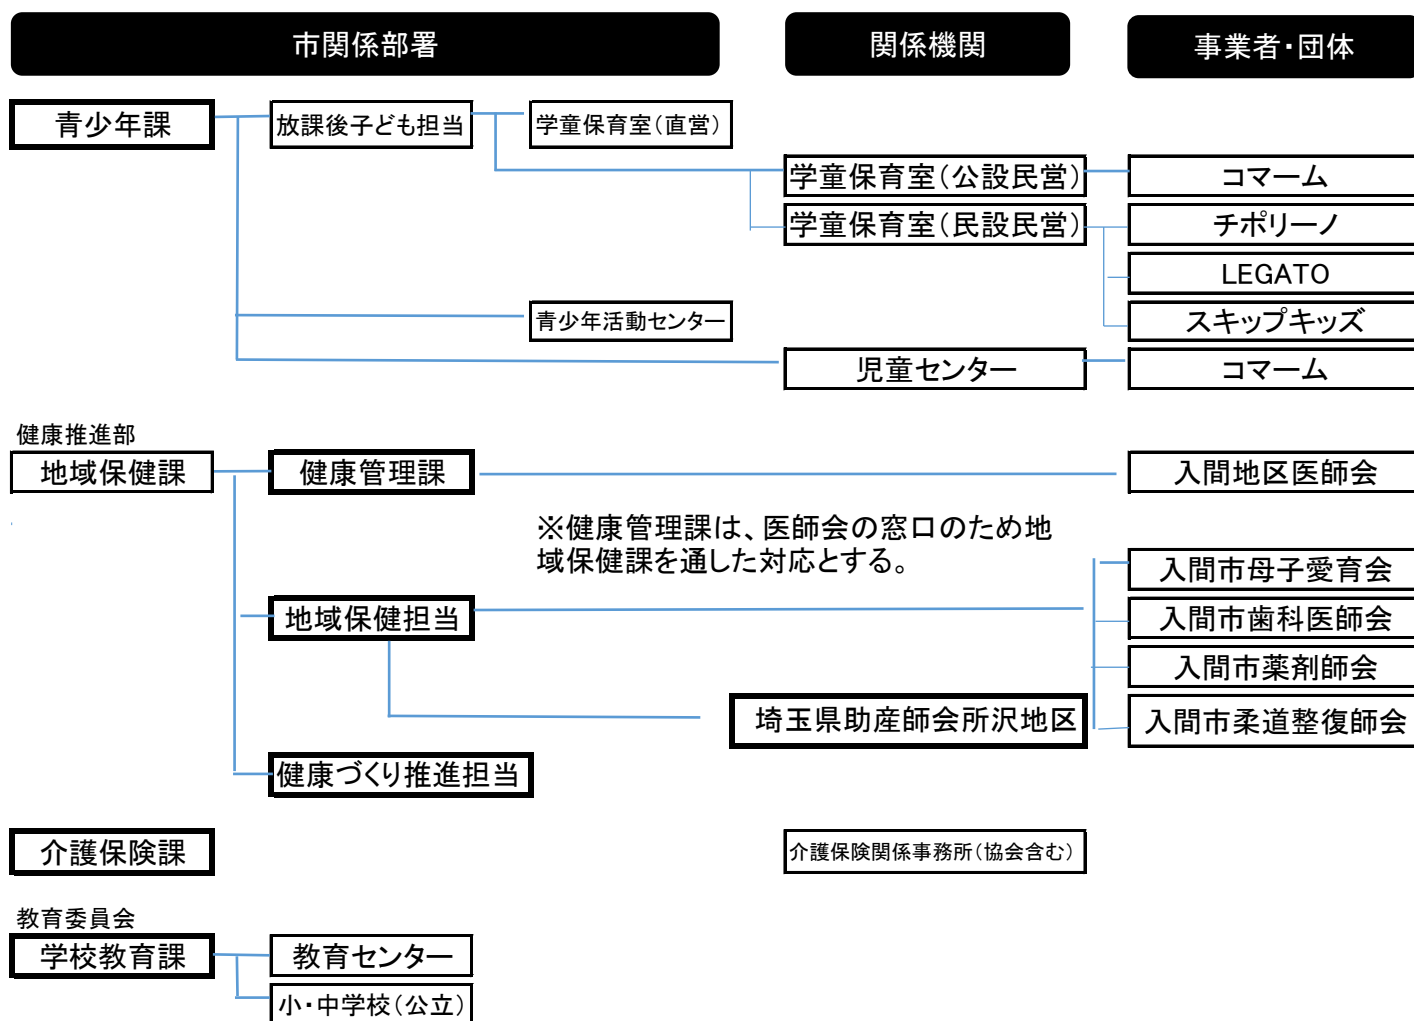 市関係部署
関係機関
事業者・団体
青少年課
放課後子ども担当
学童保育室(直営)
学童保育室(公設民営)
コマーム
学童保育室(民設民営)
チポリーノ
LEGATO
青少年活動センター
スキップキッズ
児童センター
コマーム
健康推進部
地域保健課
健康管理課
入間地区医師会
※健康管理課は、医師会の窓口のため地
域保健課を通した対応とする。
入間市母子愛育会
地域保健担当
入間市歯科医師会
入間市薬剤師会
埼玉県助産師会所沢地区
入間市柔道整復師会
健康づくり推進担当
介護保険課
介護保険関係事務所(協会含む)
教育委員会
学校教育課
教育センター
小・中学校(公立)